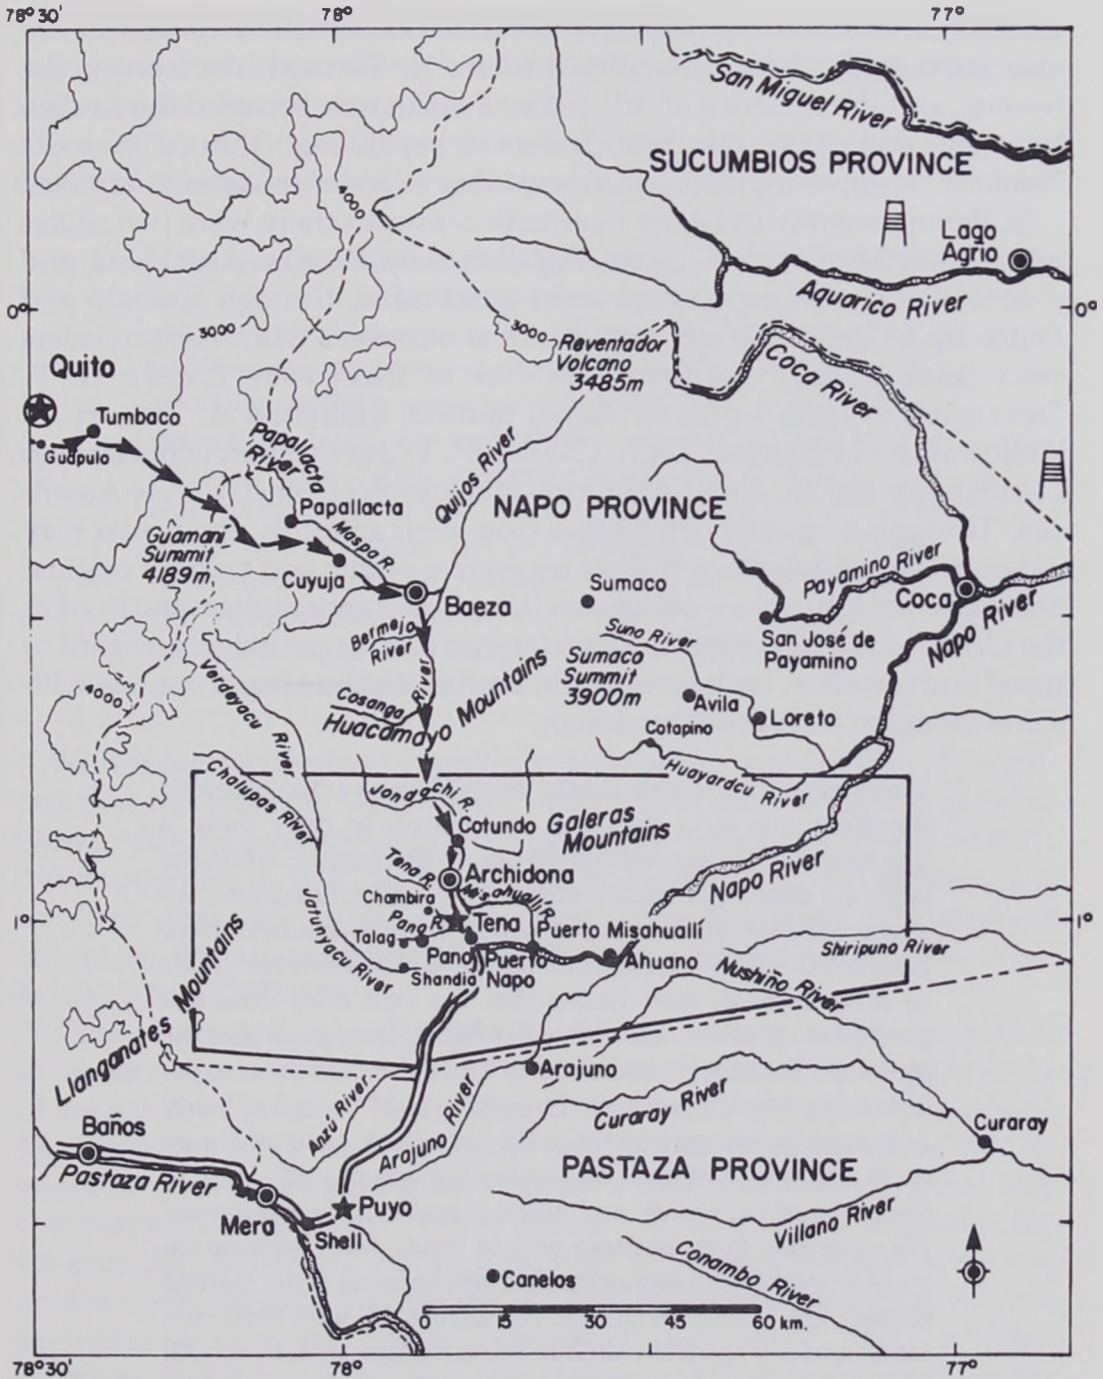 78° 30'
78°
77°
San Miguel River
SUCUMBIOS PROVINCE
4000
Lago
Agrio
Aquarico River
0°
0°
3000
3000
Reventador
Volcano
3485m
Coca River
Quito
Tumbaco
Guápulo
Papallacta
River
Quijos River
Papallacta
NAPO PROVINCE
Guamaní
Summit
4189m
Maspa R.
Cuyuja
Baeza
Sumaco
Payamino River
Coca
Napo River
San José de
Payamino
Bermejo
River
Suno River
Sumaco
Summit
3900m
Avila
Loreto
Cosanga River
Huacamayo Mountains
Cotapino
Huayardcu River
4000
Verdeyacu River
Chalupas River
Jondachi R.
Cotundo
Galeras
Mountains
Tena R.
Archidona
Misahuallí R.
Napo River
Chambira
Pano R.
Tena
1°
1°
Talag
Pano
Puerto Misahuallí
Puerto
Napo
Ahuano
Shandia
Jatunyacu River
Shiripuno River
Nushiño River
Llanganates Mountains
Arajuno
Anzú River
Arajuno River
Curaray River
Curaray
Baños
Pastaza River
PASTAZA PROVINCE
Mera
Puyo
Shell
Villano River
Canelos
Conambo River
0
15
30
45
60 km.
78° 30'
78°
77°